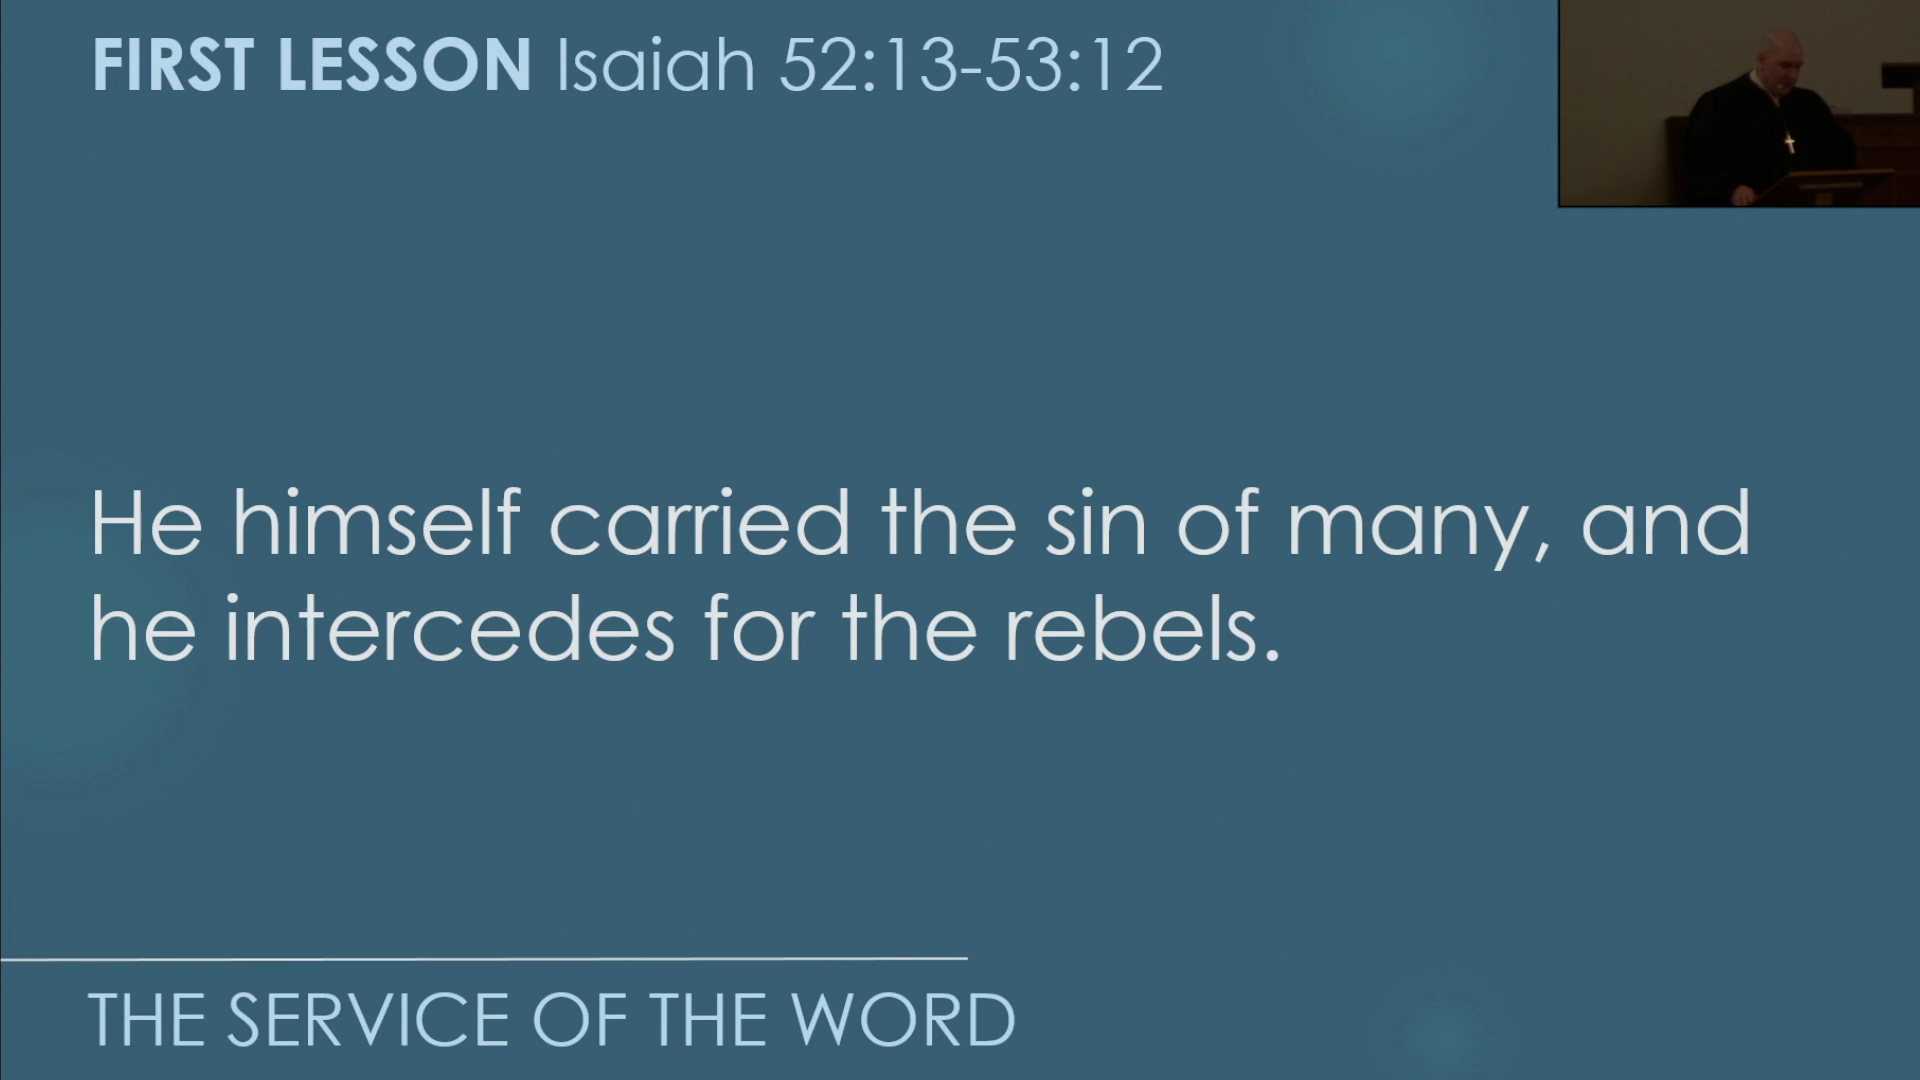 FIRST LESSON Isaiah 52:13-53:12
He himself carried the sin of many, and
he intercedes for the rebels.
THE SERVICE OF THE WORD